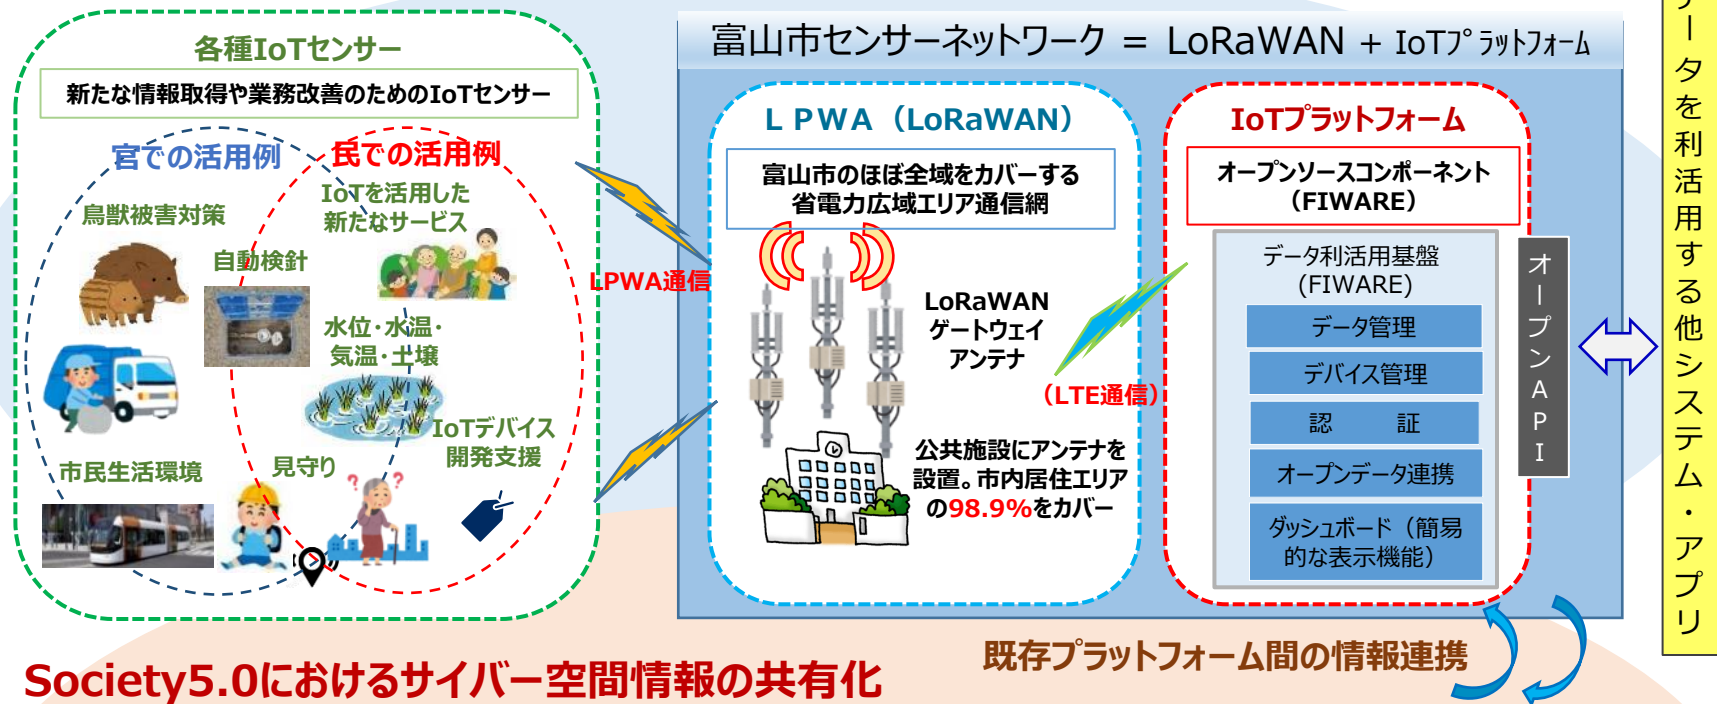 各種IoTセンサー
新たな情報取得や業務改善のためのIoTセンサー
官での活用例
民での活用例
鳥獣被害対策
IoTを活用した
新たなサービス
自動検針
水位・水温・
気温・土壌
IoTデバイス
開発支援
市民生活環境
見守り
?
?
LPWA通信
富山市センサーネットワーク = LoRaWAN + IoTプラットフォーム
LPWA(LoRaWAN)
富山市のほぼ全域をカバーする
省電力広域エリア通信網
LoRaWAN
ゲートウェイ
アンテナ
(LTE通信)
公共施設にアンテナを
設置。市内居住エリア
の98.9%をカバー
IoTプラットフォーム
オープンソースコンポーネント
(FIWARE)
データ利活用基盤
(FIWARE)
データ管理
デバイス管理
認 証
オープンデータ連携
ダッシュボード(簡易
的な表示機能)
オープンAPI
ータを利活用する他システム・アプリ
既存プラットフォーム間の情報連携
Society5.0におけるサイバー空間情報の共有化